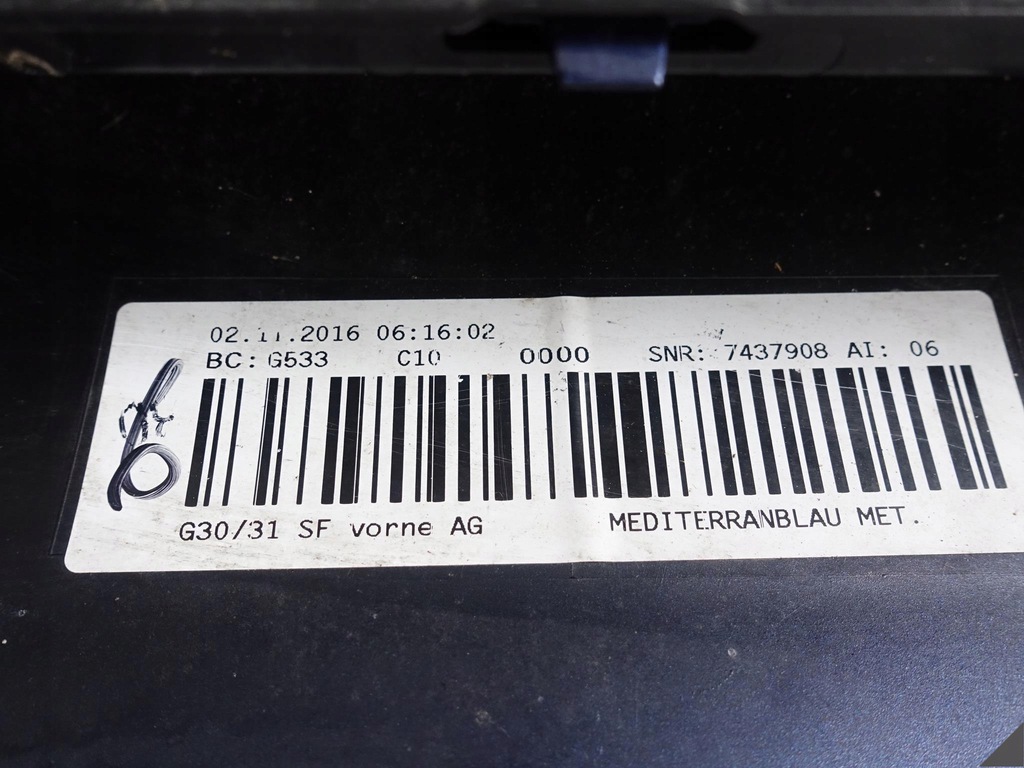 02.11.2016 06:16:02
BC: G533 C10 0000 SNR: 7437908 AI: 06
G30/31 SF vorne AG MEDITERRANBLAU MET.